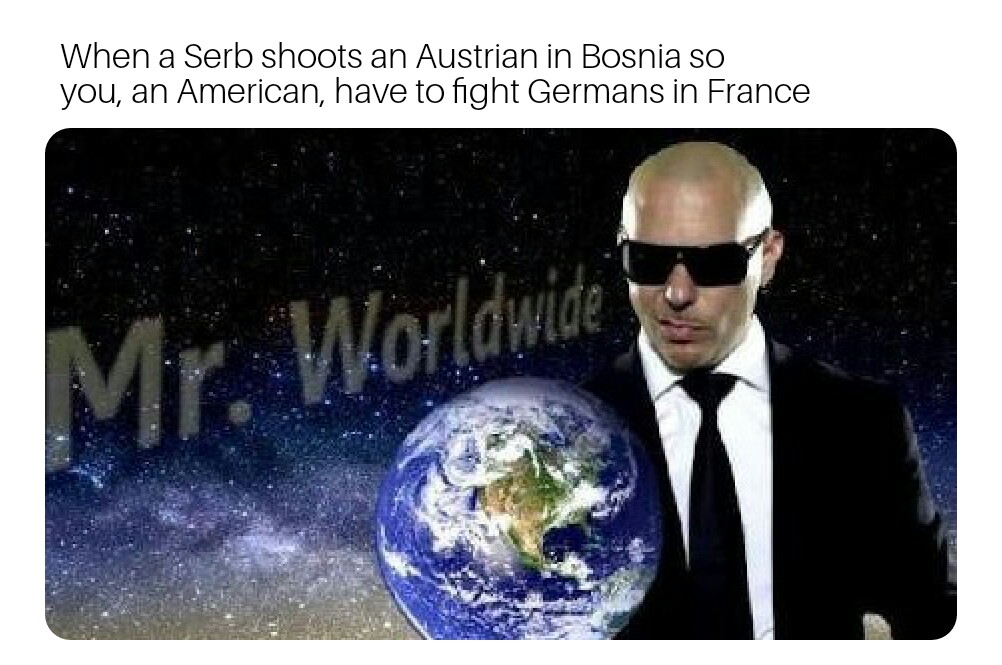 When a Serb shoots an Austrian in Bosnia so
you, an American, have to fight Germans in France
Mr. Worldwide